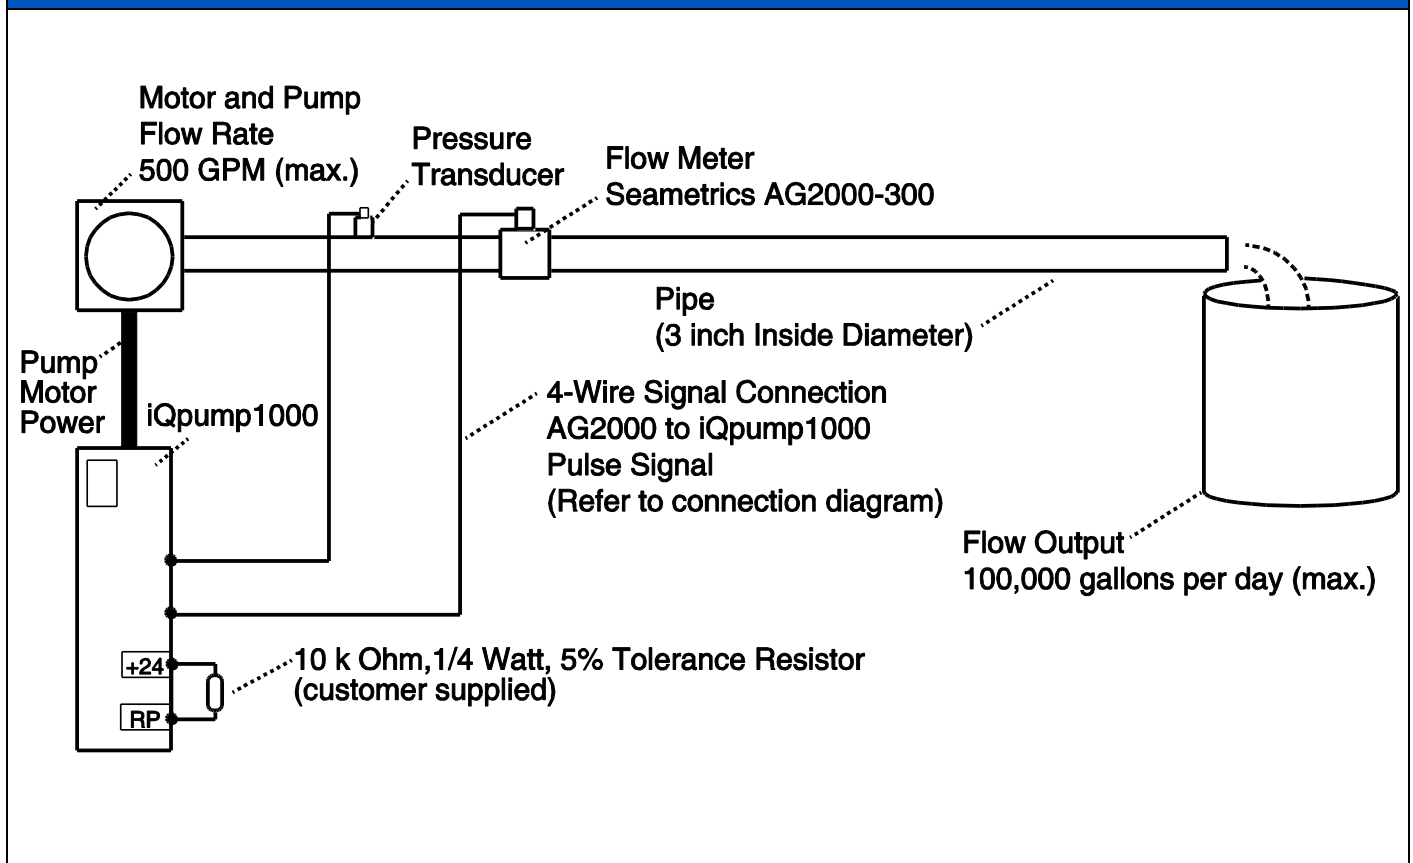 Motor and Pump
Flow Rate
500 GPM (max.)
Pressure
Transducer
Flow Meter
Seametrics AG2000-300
Pipe
(3 inch Inside Diameter)
Pump
Motor
Power
iQpump1000
4-Wire Signal Connection
AG2000 to iQpump1000
Pulse Signal
(Refer to connection diagram)
Flow Output
100,000 gallons per day (max.)
+24
RP
10 k Ohm,1/4 Watt, 5% Tolerance Resistor
(customer supplied)